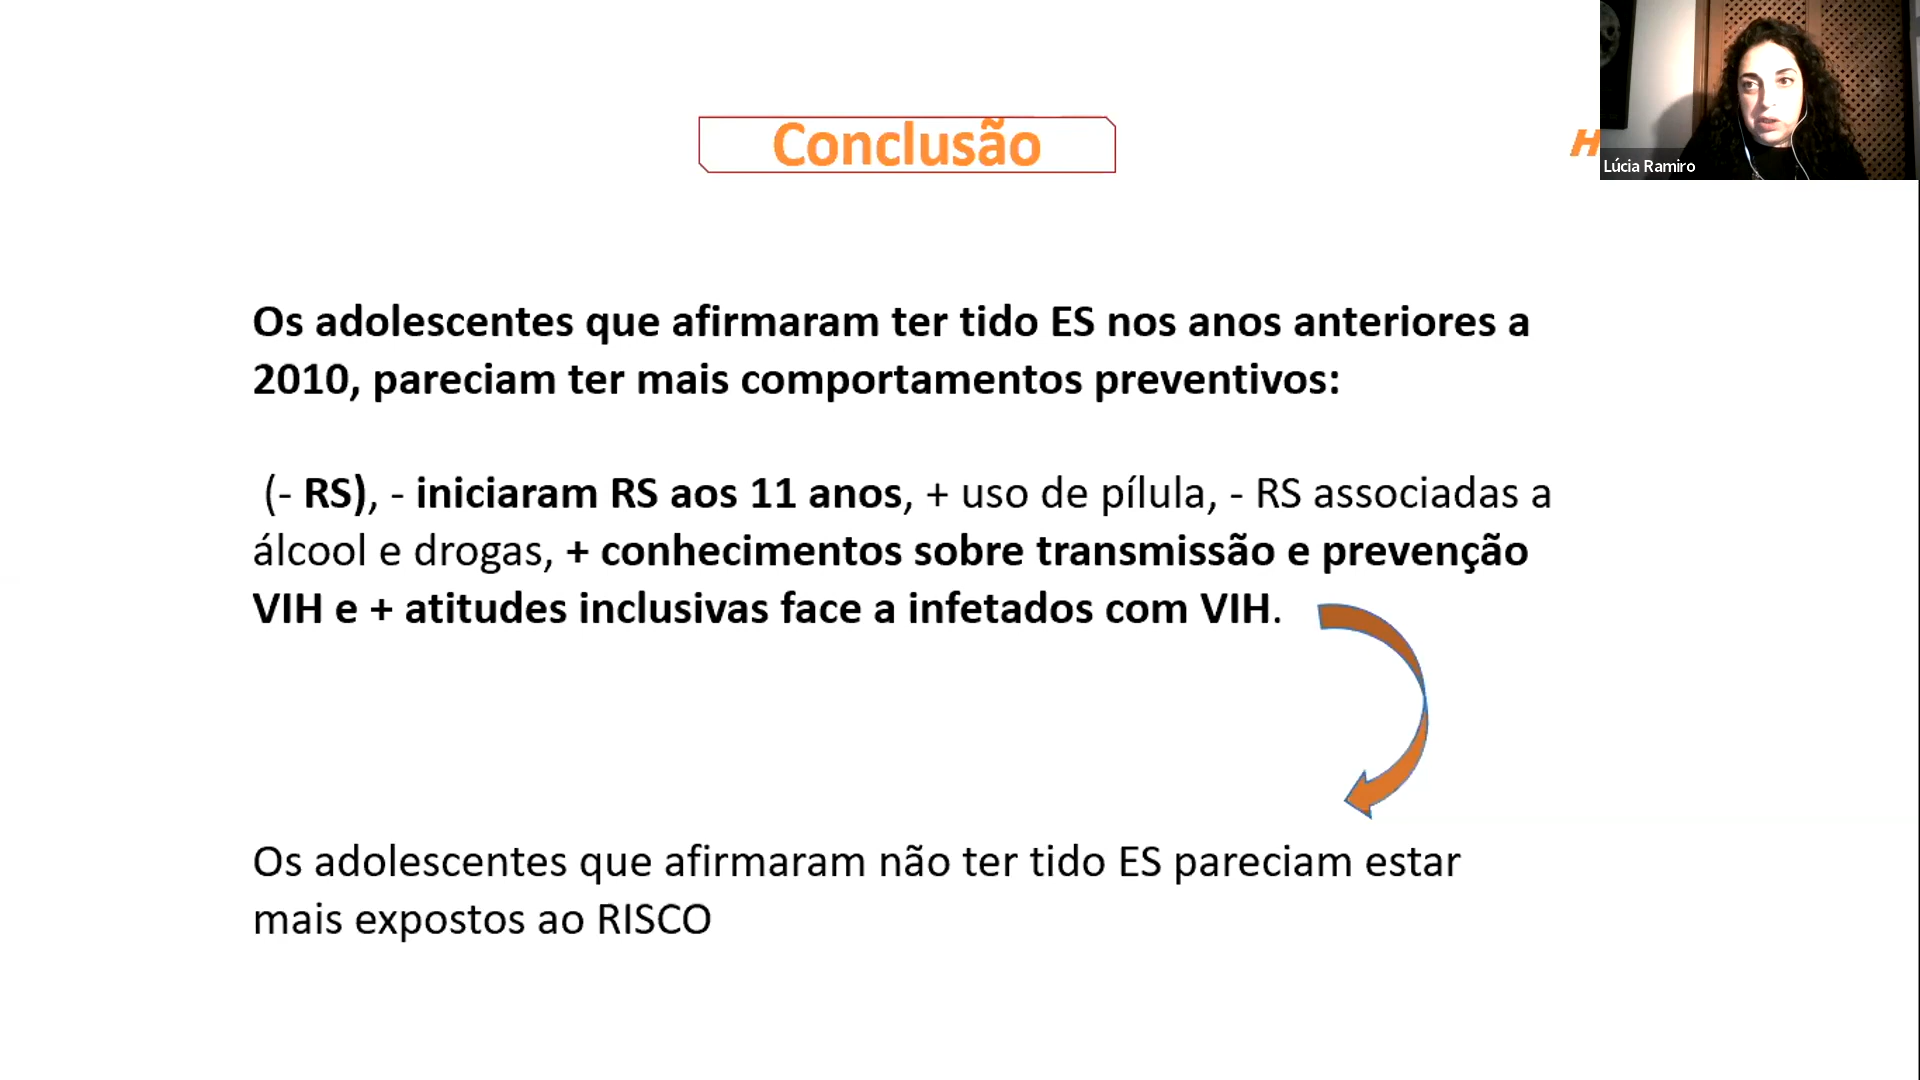 Conclusão
H
Lúcia Ramiro
Os adolescentes que afirmaram ter tido ES nos anos anteriores a
2010, pareciam ter mais comportamentos preventivos:
(- RS), - iniciaram RS aos 11 anos, + uso de pílula, - RS associadas a
álcool e drogas, + conhecimentos sobre transmissão e prevenção
VIH e + atitudes inclusivas face a infetados com VIH.
Os adolescentes que afirmaram não ter tido ES pareciam estar
mais expostos ao RISCO